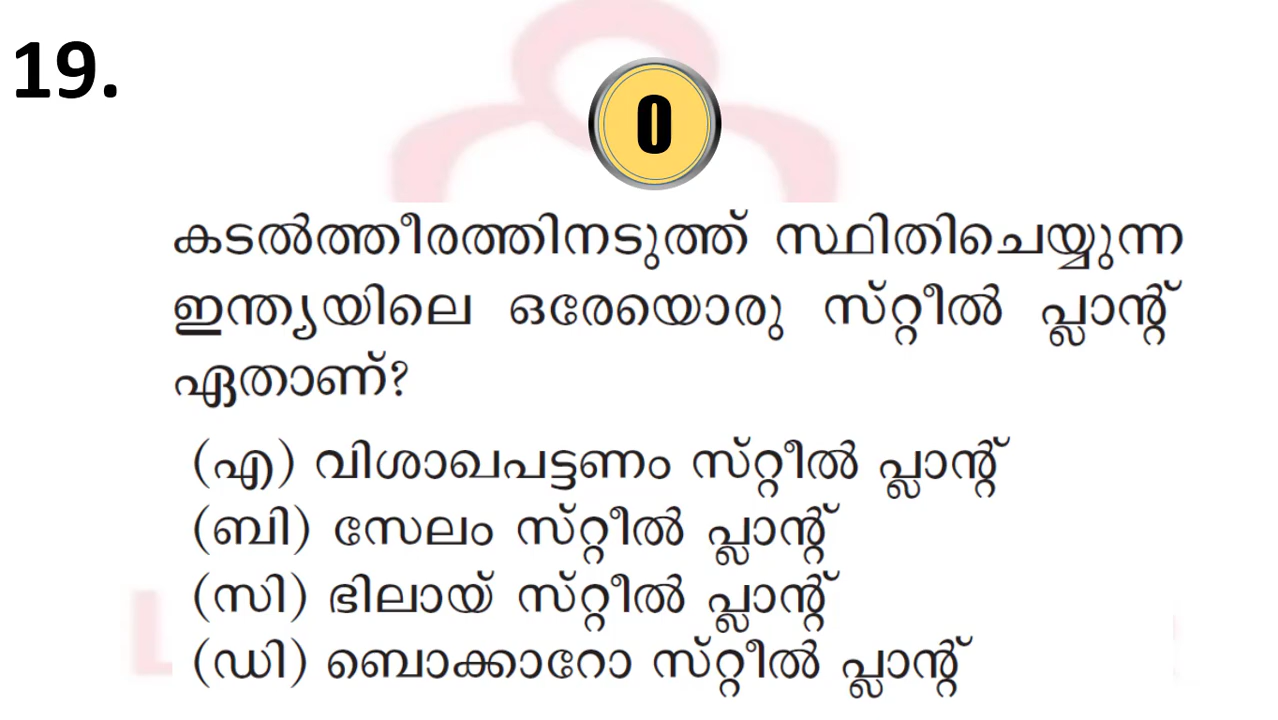 19.
0
കടൽത്തീരത്തിനടുത്ത് സ്ഥിതിചെയ്യുന്ന
ഇന്ത്യയിലെ ഒരേയൊരു സ്റ്റീൽ പ്ലാന്റ്
ഏതാണ്?
(എ) വിശാഖപട്ടണം സ്റ്റീൽ പ്ലാന്റ്
(ബി) സേലം സ്റ്റീൽ പ്ലാന്റ്
(സി) ഭിലായ് സ്റ്റീൽ പ്ലാന്റ്
(ഡി) ബൊക്കാറോ സ്റ്റീൽ പ്ലാന്റ്